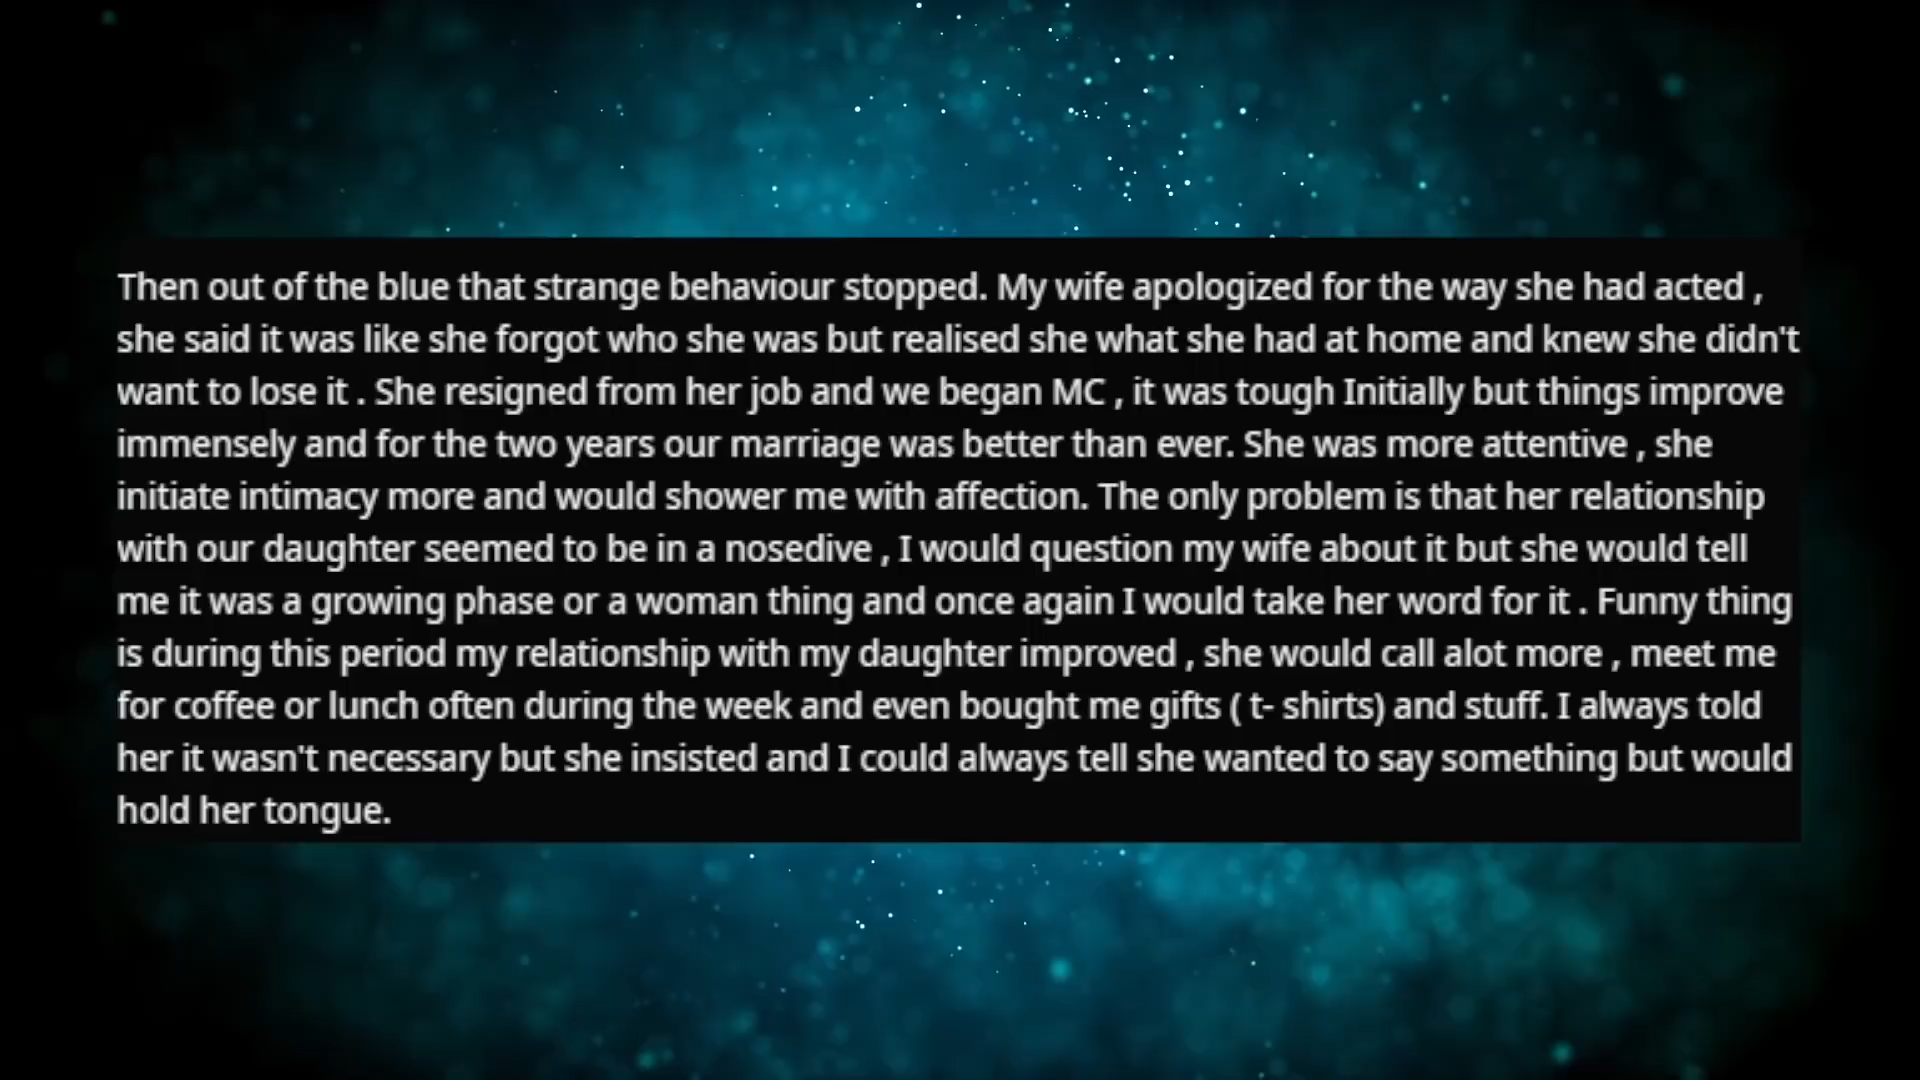 Then out of the blue that strange behaviour stopped. My wife apologized for the way she had acted ,
she said it was like she forgot who she was but realised she what she had at home and knew she didn't
want to lose it . She resigned from her job and we began MC , it was tough Initially but things improve
immensely and for the two years our marriage was better than ever. She was more attentive , she
initiate intimacy more and would shower me with affection. The only problem is that her relationship
with our daughter seemed to be in a nosedive , I would question my wife about it but she would tell
me it was a growing phase or a woman thing and once again I would take her word for it . Funny thing
is during this period my relationship with my daughter improved , she would call alot more , meet me
for coffee or lunch often during the week and even bought me gifts ( t- shirts) and stuff. I always told
her it wasn't necessary but she insisted and I could always tell she wanted to say something but would
hold her tongue.